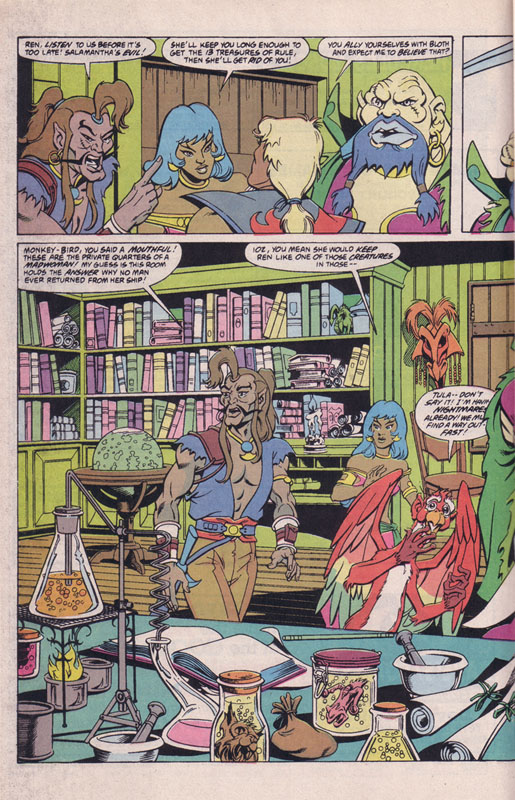 REN, LISTEN TO US BEFORE IT'S
TOO LATE! SALAMANTHA'S EVIL!
SHE'LL KEEP YOU LONG ENOUGH TO
GET THE 13 TREASURES OF RULE,
THEN SHE'LL GET RID OF YOU!
YOU ALLY YOURSELVES WITH BLOTH
AND EXPECT ME TO BELIEVE THAT?
MONKEY-BIRD, YOU SAID A MOUTHFUL!
THESE ARE THE PRIVATE QUARTERS OF A
MADWOMAN! MY GUESS IS THIS ROOM
HOLDS THE ANSWER WHY NO MAN
EVER RETURNED FROM HER SHIP!
IOZ, YOU MEAN SHE WOULD KEEP
REN LIKE ONE OF THOSE CREATURES
IN THOSE--
TULA--DON'T
SAY IT! I'M HAVIN
NIGHTMARES
ALREADY! WE MU
FIND A WAY OUT--
FAST!